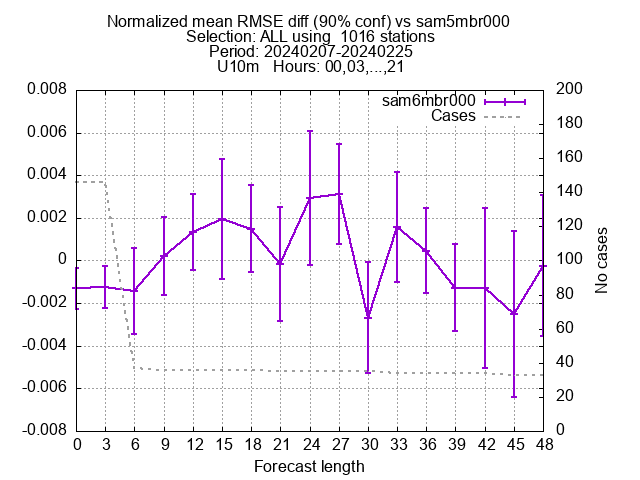 Normalized mean RMSE diff (90% conf) vs sam5mbr000
Selection: ALL using  1016 stations
Period: 20240207-20240225
U10m   Hours: 00,03,...,21
sam6mbr000
Cases
0.008
0.006
0.004
0.002
0
-0.002
-0.004
-0.006
-0.008
200
180
160
140
120
100
80
60
40
20
0
No cases
0 3 6 9 12 15 18 21 24 27 30 33 36 39 42 45 48
Forecast length